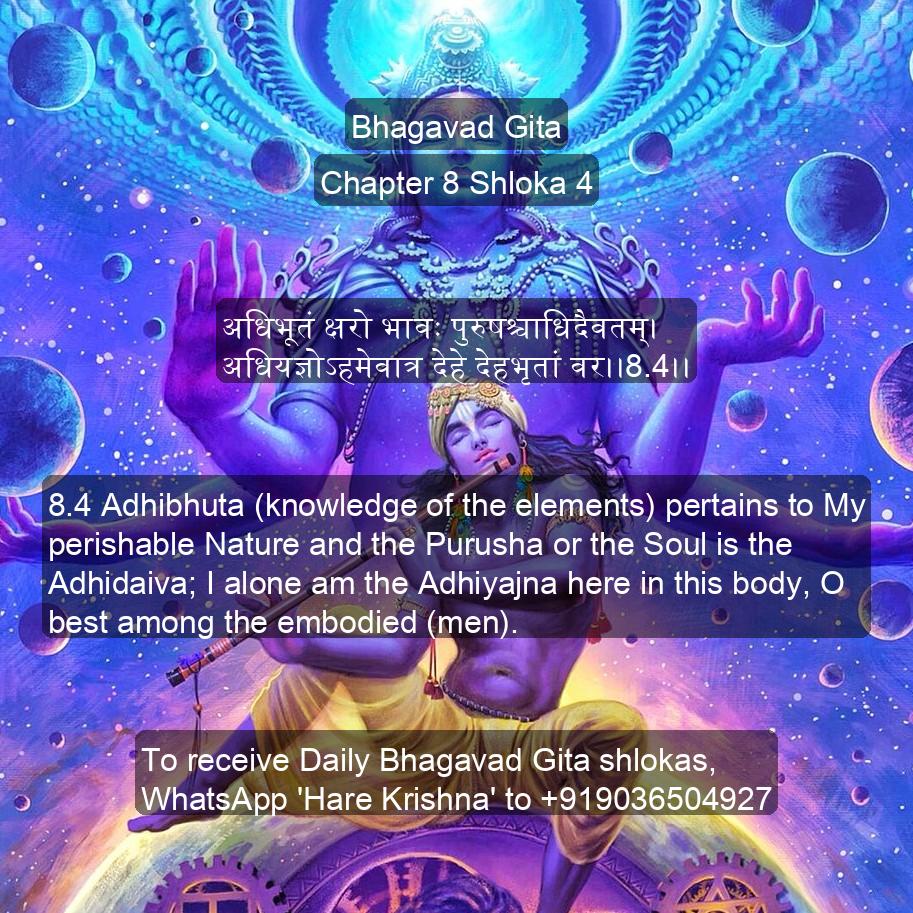 Bhagavad Gita
Chapter 8 Shloka 4
अधिभूतं क्षरो भावः पुरुषश्चाधिदैवतम्।
अधियज्ञोऽहमेवात्र देहे देहभृतां वर।।8.4।।
8.4 Adhibhuta (knowledge of the elements) pertains to My
perishable Nature and the Purusha or the Soul is the
Adhidaiva; I alone am the Adhiyajna here in this body, O
best among the embodied (men).
To receive Daily Bhagavad Gita shlokas,
WhatsApp 'Hare Krishna' to +919036504927